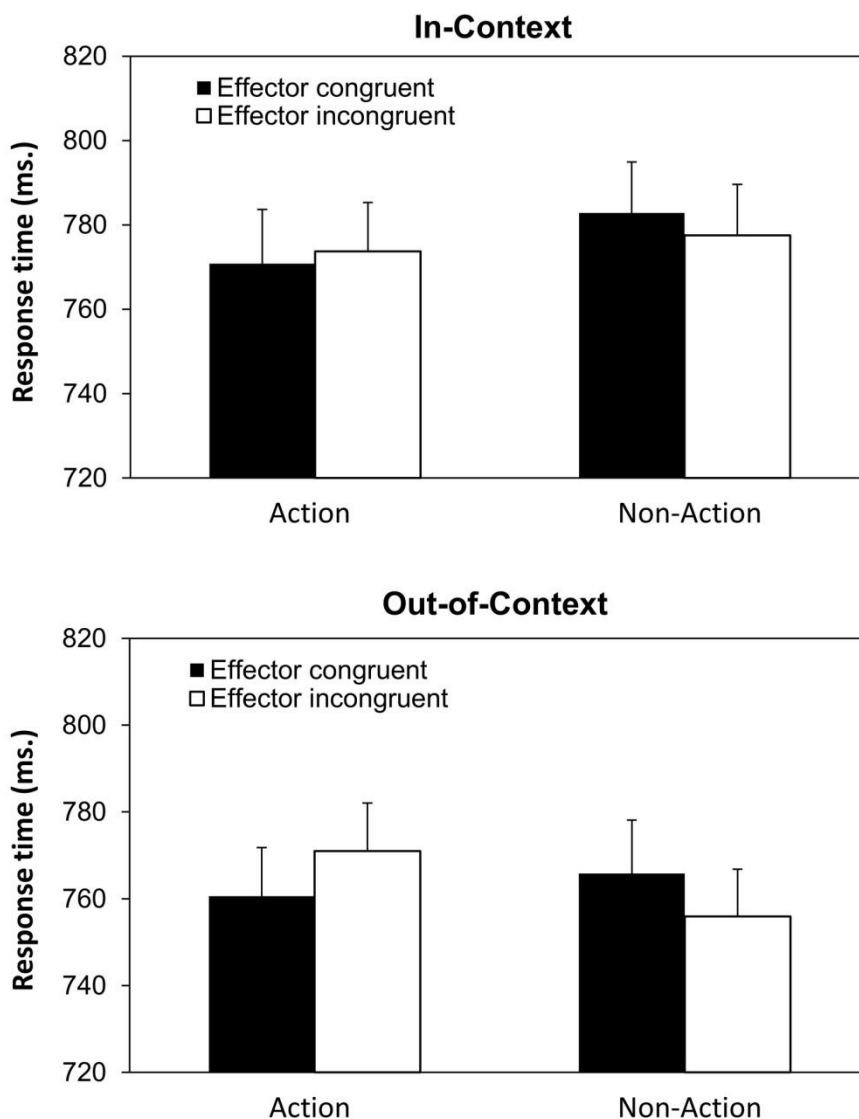 In-Context
820
800
780
760
740
720
Response time (ms.)
Effector congruent
Effector incongruent
Action Non-Action
Out-of-Context
820
800
780
760
740
720
Response time (ms.)
Effector congruent
Effector incongruent
Action Non-Action